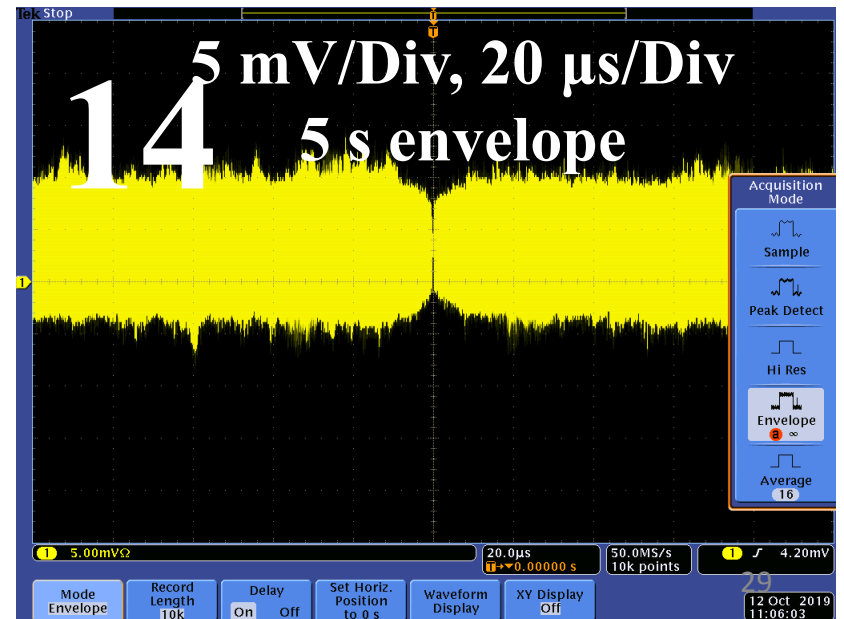 Tek Stop
T
T
5 mV/Div, 20 µs/Div
14
5 s envelope
Acquisition
Mode
Sample
Peak Detect
Hi Res
Envelope
a ∞
Average
16
1
1 5.00mVΩ
20.0µs
T→▼0.00000 s
50.0MS/s
10k points
1 ∫ 4.20mV
Mode
Envelope
Record
Length
10k
Delay
On Off
Set Horiz.
Position
to 0 s
Waveform
Display
XY Display
Off
29
12 Oct 2019
11:06:03